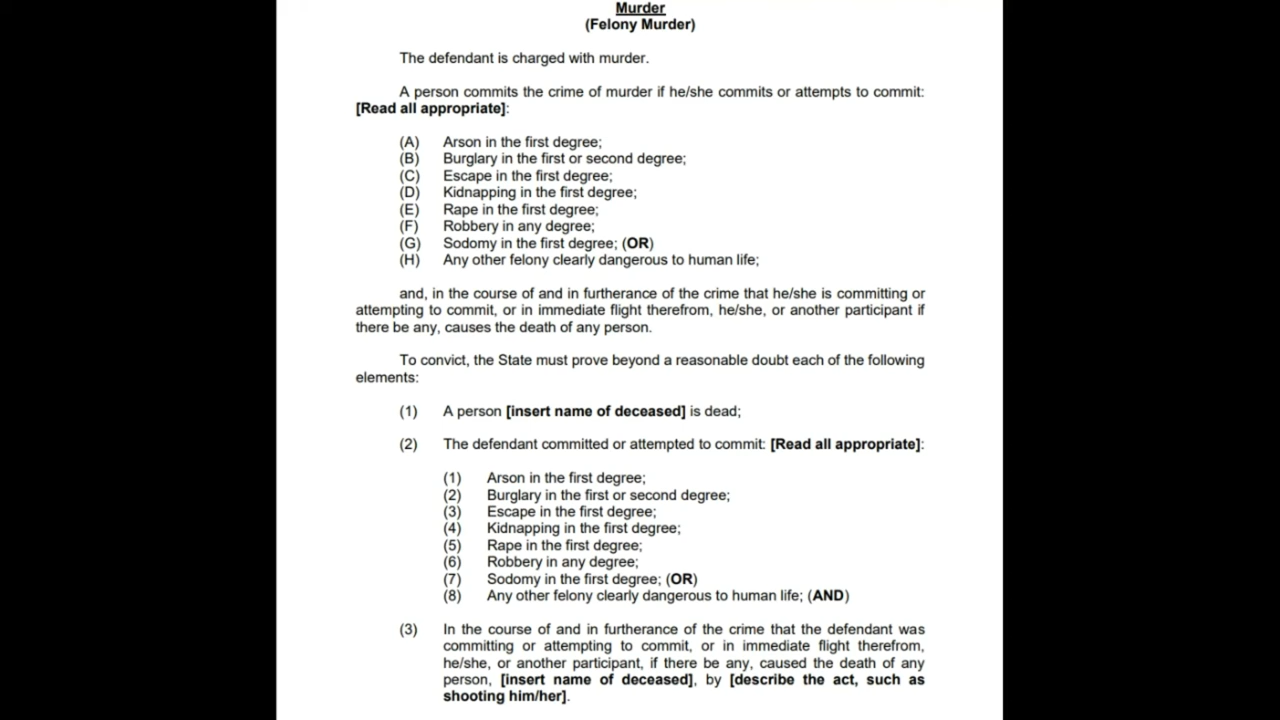 Murder
(Felony Murder)
The defendant is charged with murder.
A person commits the crime of murder if he/she commits or attempts to commit:
[Read all appropriate]:
(A) Arson in the first degree;
(B) Burglary in the first or second degree;
(C) Escape in the first degree;
(D) Kidnapping in the first degree;
(E) Rape in the first degree;
(F) Robbery in any degree;
(G) Sodomy in the first degree; (OR)
(H) Any other felony clearly dangerous to human life;
and, in the course of and in furtherance of the crime that he/she is committing or
attempting to commit, or in immediate flight therefrom, he/she, or another participant if
there be any, causes the death of any person.
To convict, the State must prove beyond a reasonable doubt each of the following
elements:
(1) A person [insert name of deceased] is dead;
(2) The defendant committed or attempted to commit: [Read all appropriate]:
(1) Arson in the first degree;
(2) Burglary in the first or second degree;
(3) Escape in the first degree;
(4) Kidnapping in the first degree;
(5) Rape in the first degree;
(6) Robbery in any degree;
(7) Sodomy in the first degree; (OR)
(8) Any other felony clearly dangerous to human life; (AND)
(3) In the course of and in furtherance of the crime that the defendant was
committing or attempting to commit, or in immediate flight therefrom,
he/she, or another participant, if there be any, caused the death of any
person, [insert name of deceased], by [describe the act, such as
shooting him/her].